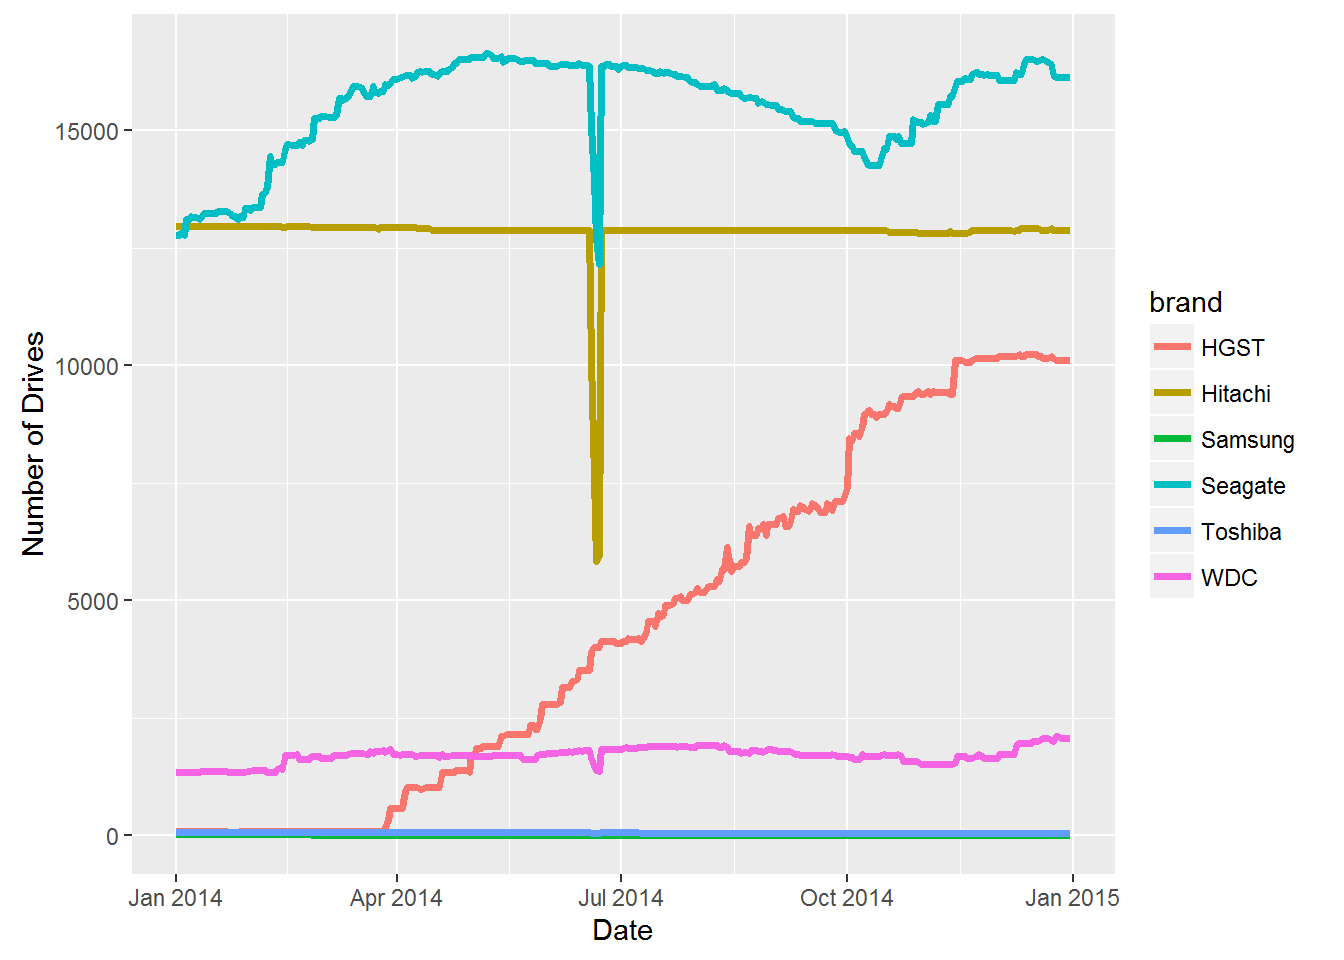 Number of Drives
15000
10000
5000
0
Jan 2014
Apr 2014
Jul 2014
Oct 2014
Jan 2015
Date
brand
HGST
Hitachi
Samsung
Seagate
Toshiba
WDC